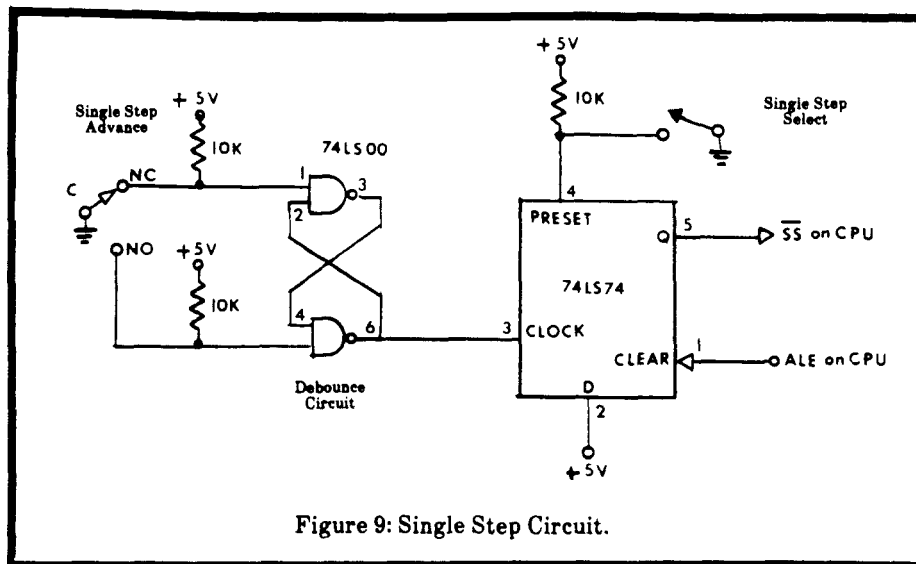 +5V
10K
Single Step
Select
Single Step
Advance
+ 5V
10K
74LS00
C
NC
1
2
3
4
PRESET
Q
5
S̅S̅ on CPU
NO
+5V
10K
74LS74
4
6
3
CLOCK
CLEAR
1
ALE on CPU
Debounce
Circuit
D
2
+5V
Figure 9: Single Step Circuit.